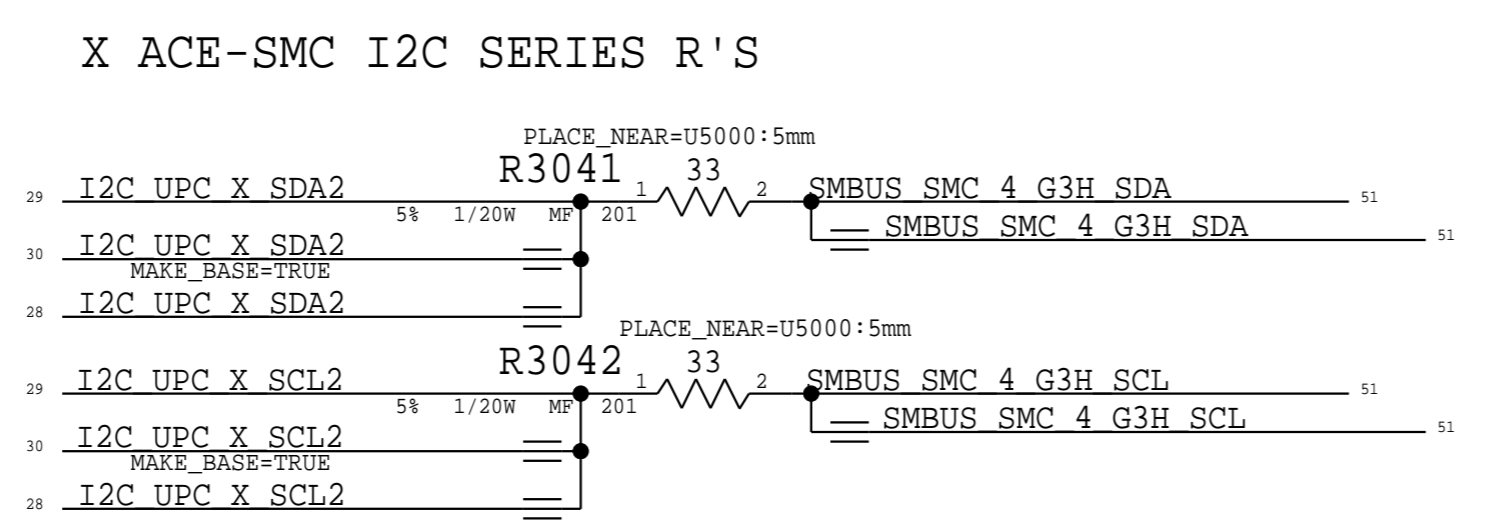 X ACE-SMC I2C SERIES R'S
PLACE_NEAR=U5000:5mm
R3041 33
29 I2C_UPC_X_SDA2 1 2 SMBUS_SMC_4_G3H_SDA 51
5% 1/20W MF 201
SMBUS_SMC_4_G3H_SDA 51
30 I2C_UPC_X_SDA2
MAKE_BASE=TRUE
28 I2C_UPC_X_SDA2
PLACE_NEAR=U5000:5mm
R3042 33
29 I2C_UPC_X_SCL2 1 2 SMBUS_SMC_4_G3H_SCL 51
5% 1/20W MF 201
SMBUS_SMC_4_G3H_SCL 51
30 I2C_UPC_X_SCL2
MAKE_BASE=TRUE
28 I2C_UPC_X_SCL2